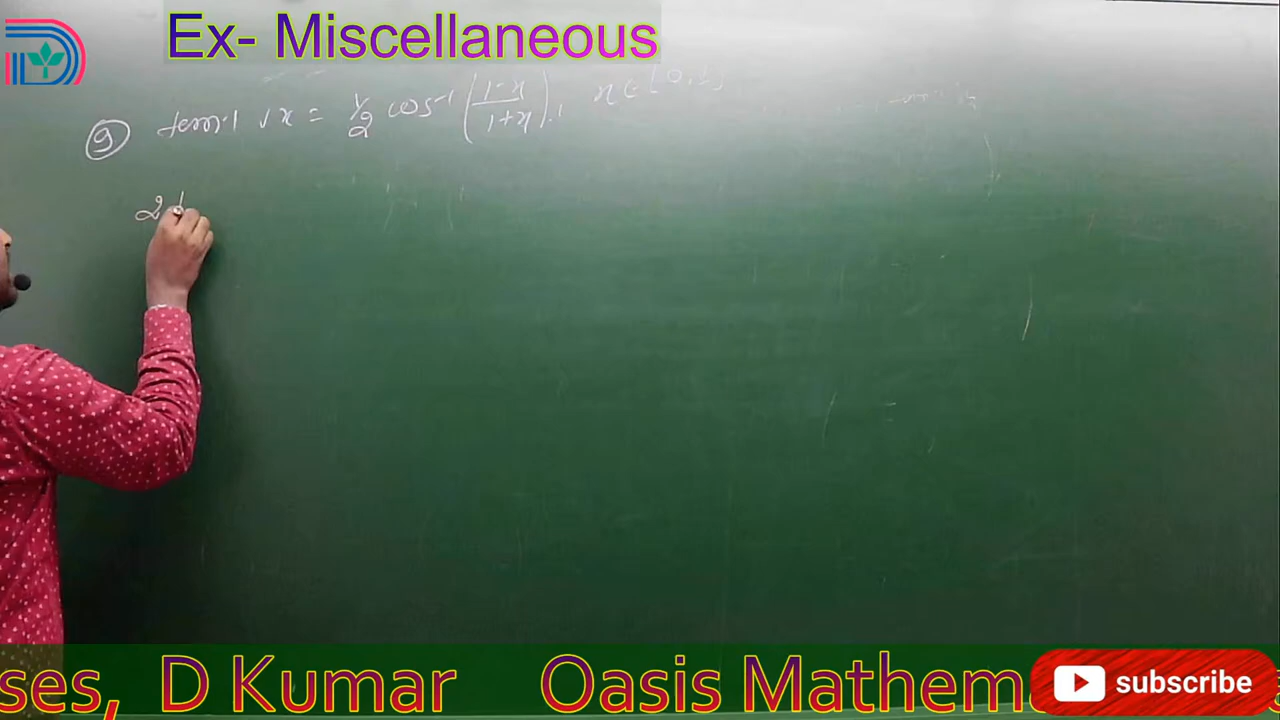 Ex- Miscellaneous
9 tan-1 √x = 1/2 cos-1 (1-x/1+x), x ∈ [0,1]
2 t
ses, D Kumar Oasis Mathem
subscribe